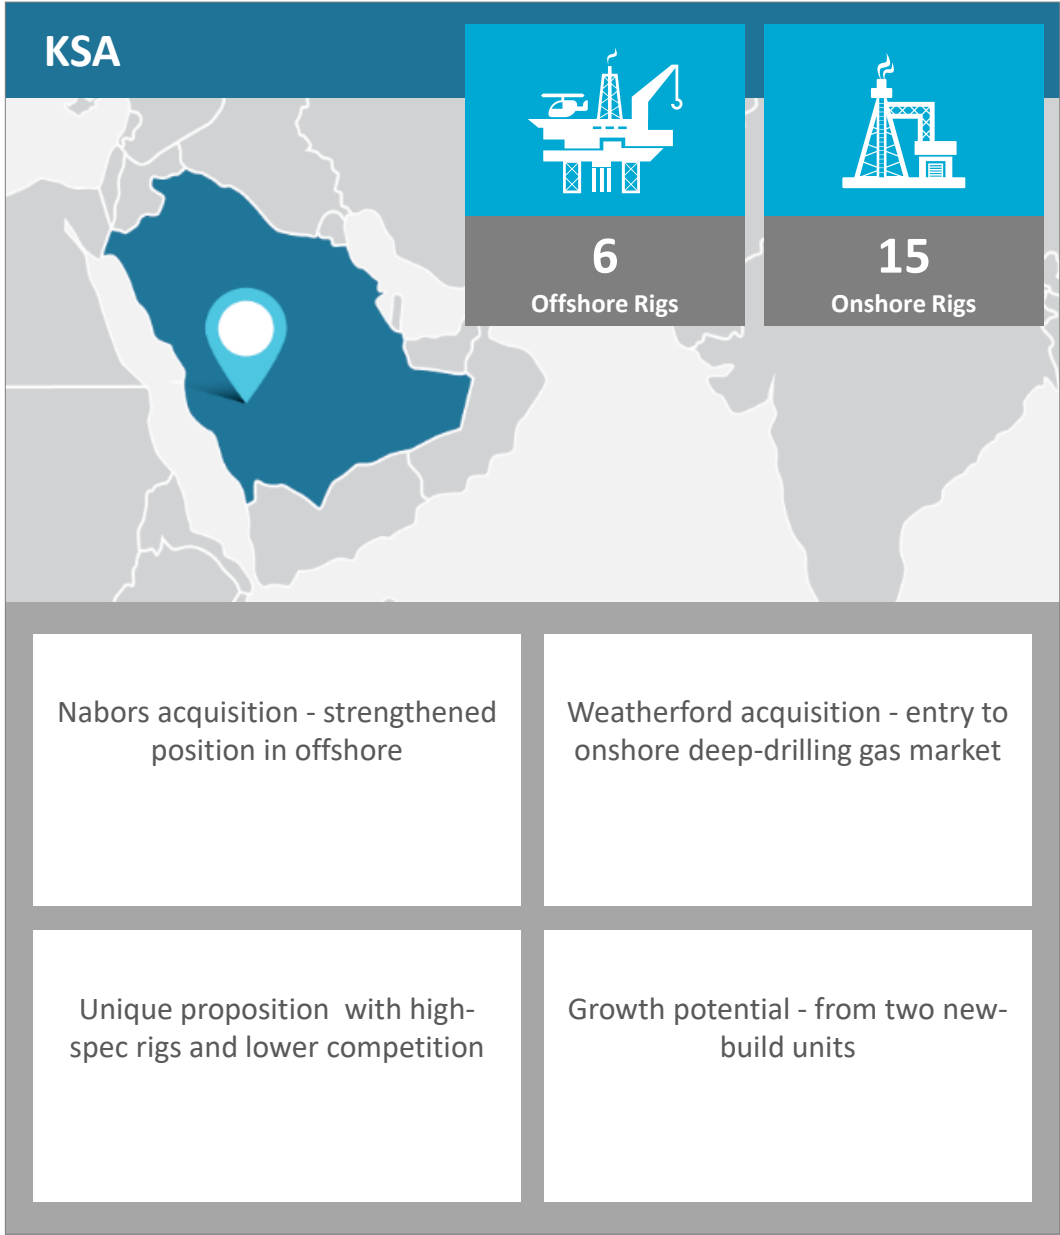 KSA
6
Offshore Rigs
15
Onshore Rigs
Nabors acquisition - strengthened
position in offshore
Weatherford acquisition - entry to
onshore deep-drilling gas market
Unique proposition  with high-
spec rigs and lower competition
Growth potential - from two new-
build units